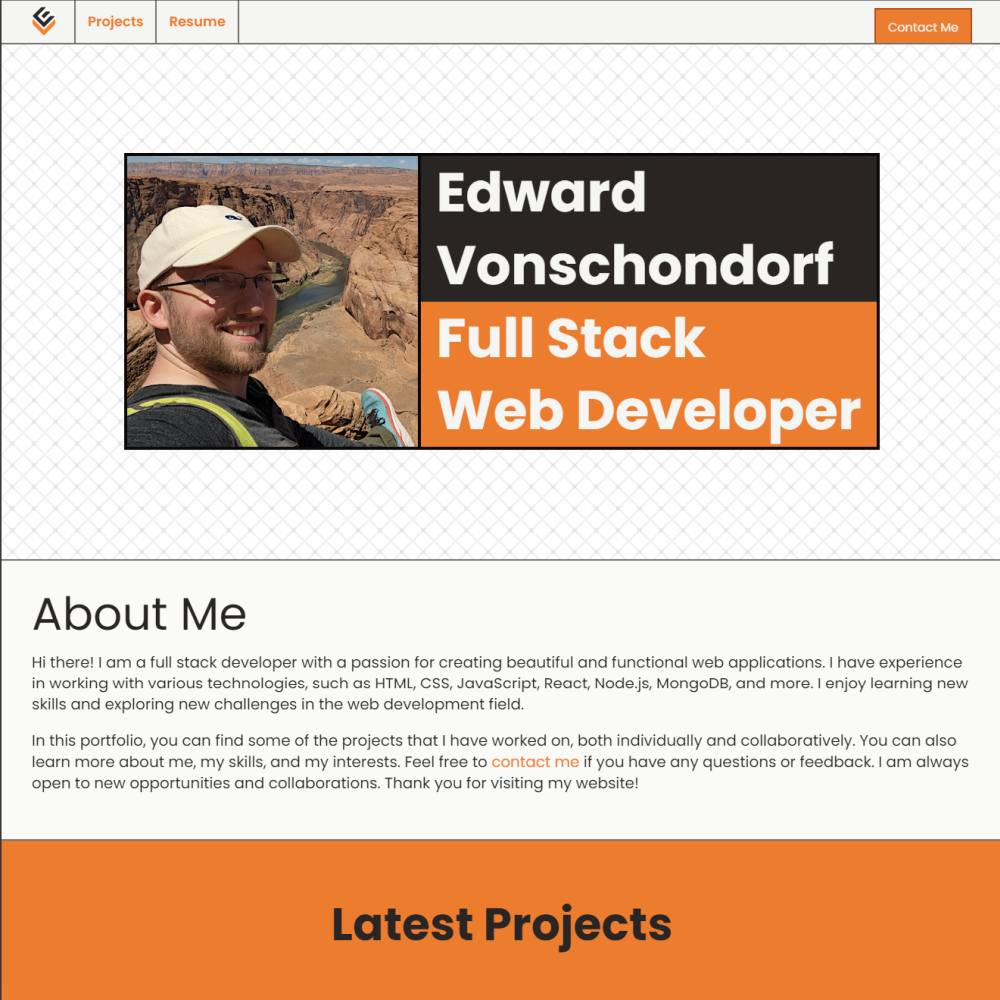 Projects
Resume
Contact Me
Edward
Vonschondorf
Full Stack
Web Developer
About Me
Hi there! I am a full stack developer with a passion for creating beautiful and functional web applications. I have experience
in working with various technologies, such as HTML, CSS, JavaScript, React, Node.js, MongoDB, and more. I enjoy learning new
skills and exploring new challenges in the web development field.
In this portfolio, you can find some of the projects that I have worked on, both individually and collaboratively. You can also
learn more about me, my skills, and my interests. Feel free to contact me if you have any questions or feedback. I am always
open to new opportunities and collaborations. Thank you for visiting my website!
Latest Projects